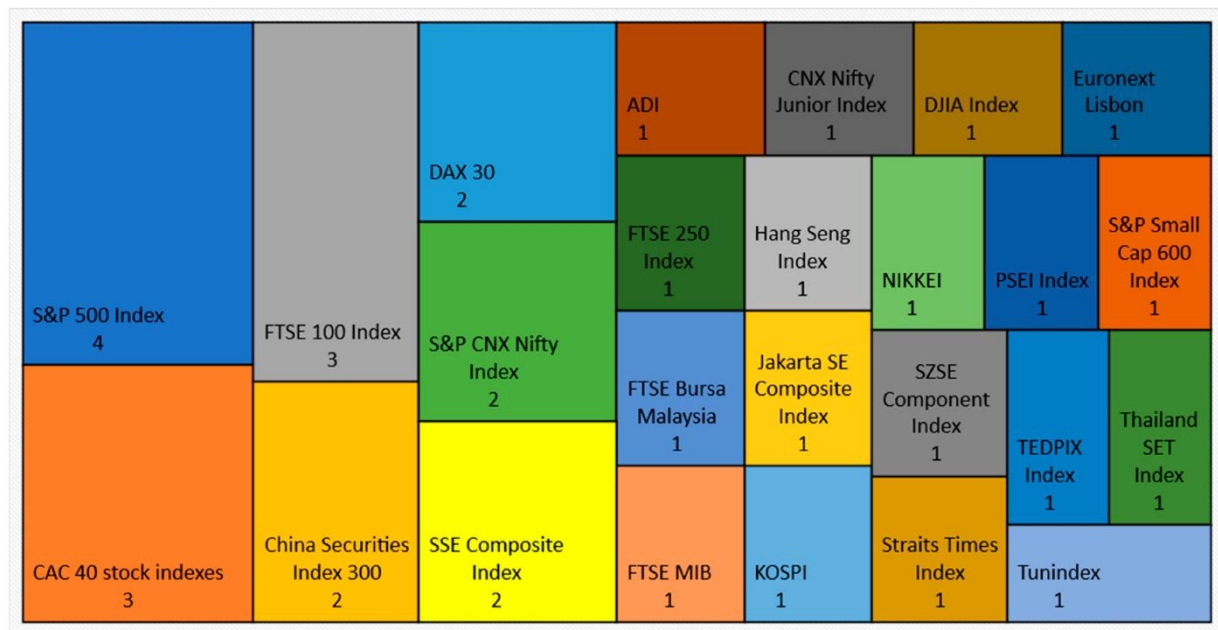 S&P 500 Index
4
CAC 40 stock indexes
3
FTSE 100 Index
3
China Securities
Index 300
2
DAX 30
2
S&P CNX Nifty
Index
2
SSE Composite
Index
2
ADI
1
CNX Nifty
Junior Index
1
DJIA Index
1
Euronext
Lisbon
1
FTSE 250
Index
1
Hang Seng
Index
1
NIKKEI
1
PSEI Index
1
S&P Small
Cap 600
Index
1
FTSE Bursa
Malaysia
1
Jakarta SE
Composite
Index
1
SZSE
Component
Index
1
TEDPIX
Index
1
Thailand
SET
Index
1
FTSE MIB
1
KOSPI
1
Straits Times
Index
1
Tunindex
1